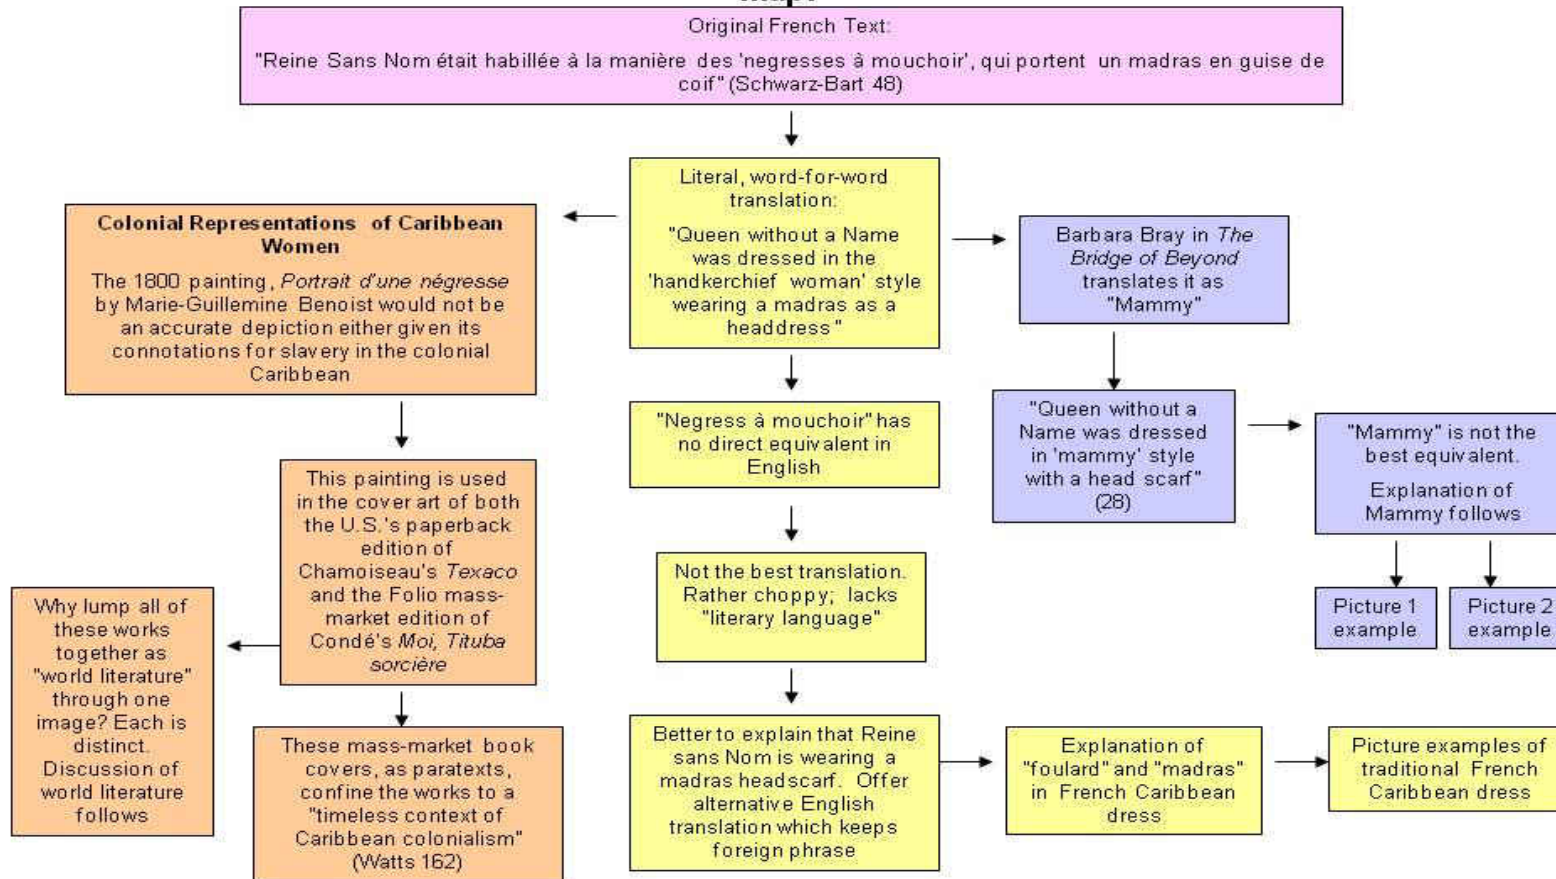 Original French Text:
"Reine Sans Nom était habillée à la manière des 'negresses à mouchoir', qui portent un madras en guise de
coif" (Schwarz-Bart 48)
Literal, word-for-word
translation:
"Queen without a Name
was dressed in the
'handkerchief woman' style
wearing a madras as a
headdress"
Colonial Representations of Caribbean
Women
The 1800 painting, Portrait d'une négresse
by Marie-Guillemine Benoist would not be
an accurate depiction either given its
connotations for slavery in the colonial
Caribbean
Barbara Bray in The
Bridge of Beyond
translates it as
"Mammy"
"Negress à mouchoir" has
no direct equivalent in
English
"Queen without a
Name was dressed
in 'mammy' style
with a head scarf"
(28)
"Mammy" is not the
best equivalent.
Explanation of
Mammy follows
This painting is used
in the cover art of both
the U.S.'s paperback
edition of
Chamoiseau's Texaco
and the Folio mass-
market edition of
Condé's Moi, Tituba
sorcière
Not the best translation.
Rather choppy; lacks
"literary language"
Picture 1
example
Picture 2
example
Why lump all of
these works
together as
"world literature"
through one
image? Each is
distinct.
Discussion of
world literature
follows
These mass-market book
covers, as paratexts,
confine the works to a
"timeless context of
Caribbean colonialism"
(Watts 162)
Better to explain that Reine
sans Nom is wearing a
madras headscarf. Offer
alternative English
translation which keeps
foreign phrase
Explanation of
"foulard" and "madras"
in French Caribbean
dress
Picture examples of
traditional French
Caribbean dress